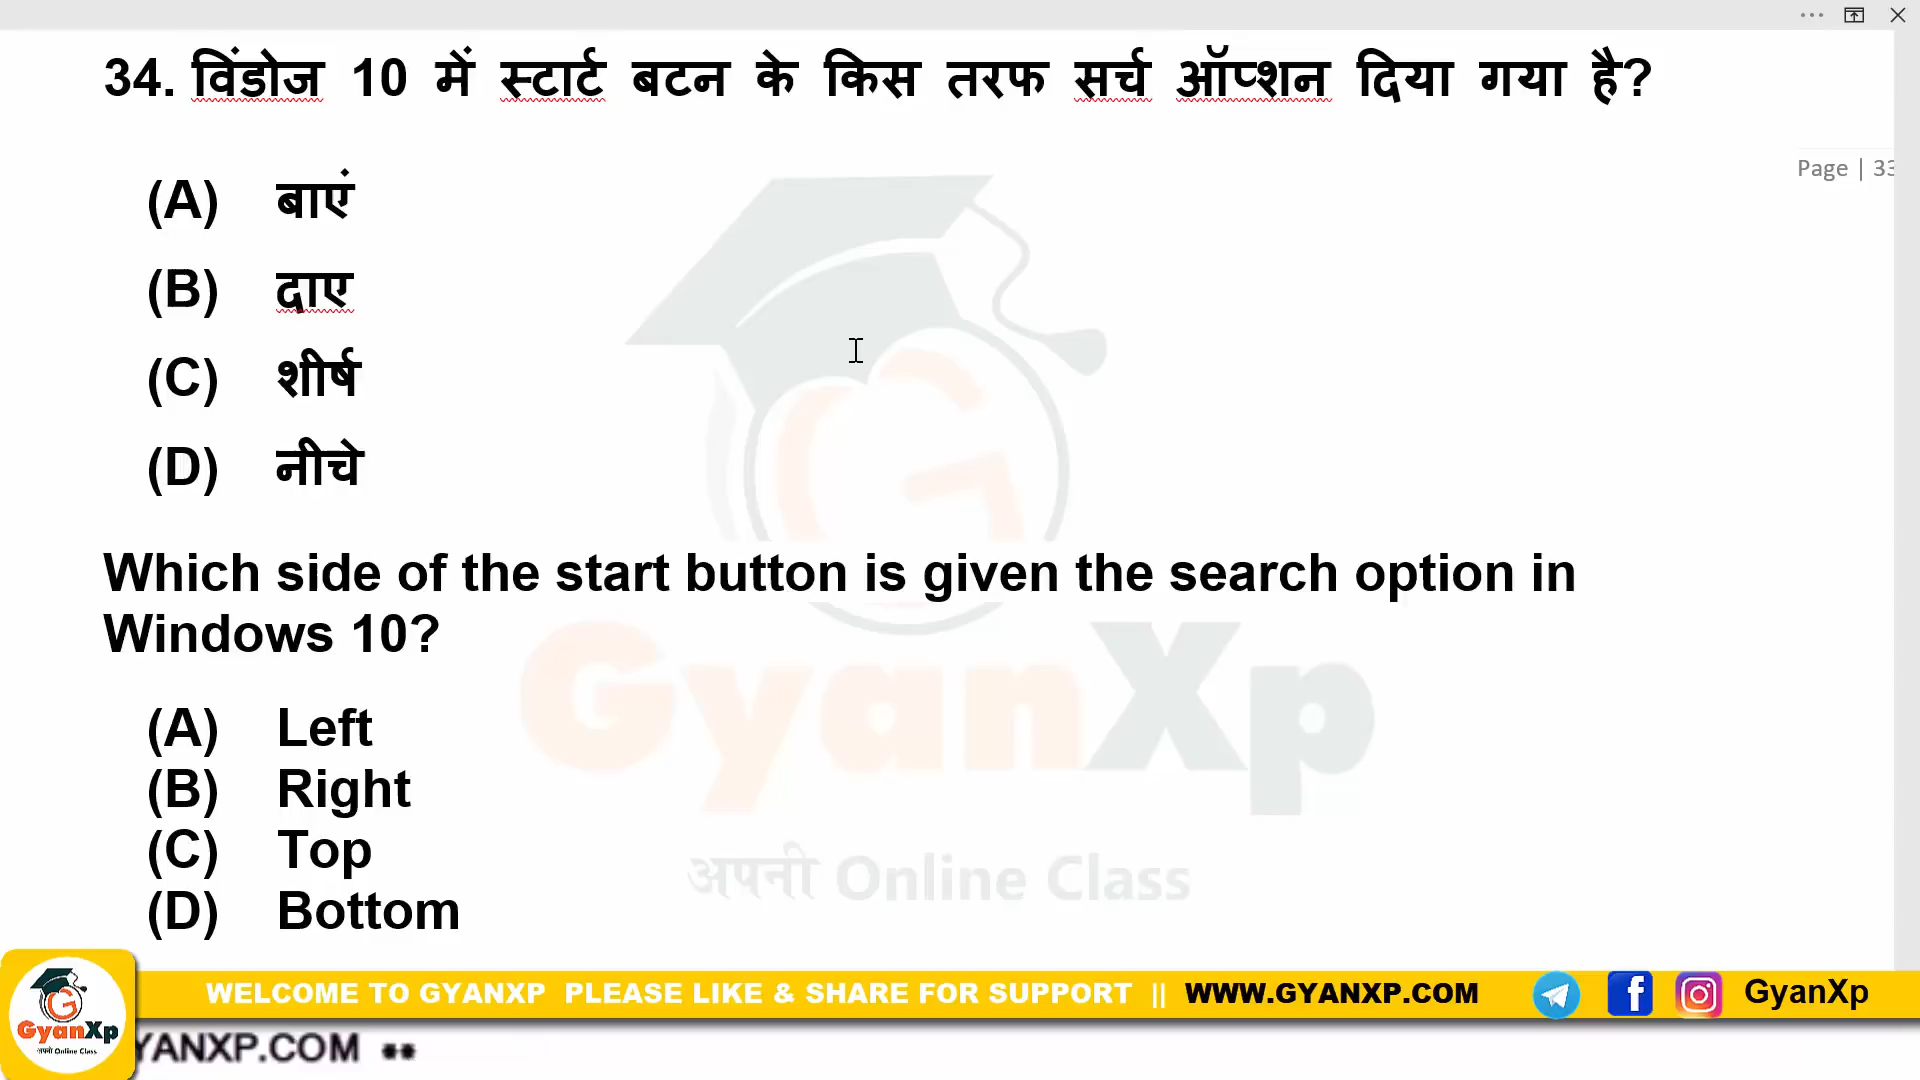 34. विंडोज 10 में स्टार्ट बटन के किस तरफ सर्च ऑप्शन दिया गया है?
Page | 33
(A) बाएं
(B) दाए
(C) शीर्ष
(D) नीचे
Which side of the start button is given the search option in
Windows 10?
(A) Left
(B) Right
(C) Top
(D) Bottom
GyanXp
अपनी Online Class
WELCOME TO GYANXP PLEASE LIKE & SHARE FOR SUPPORT || WWW.GYANXP.COM GyanXp
GyanXp
अपनी Online Class
YANXP.COM